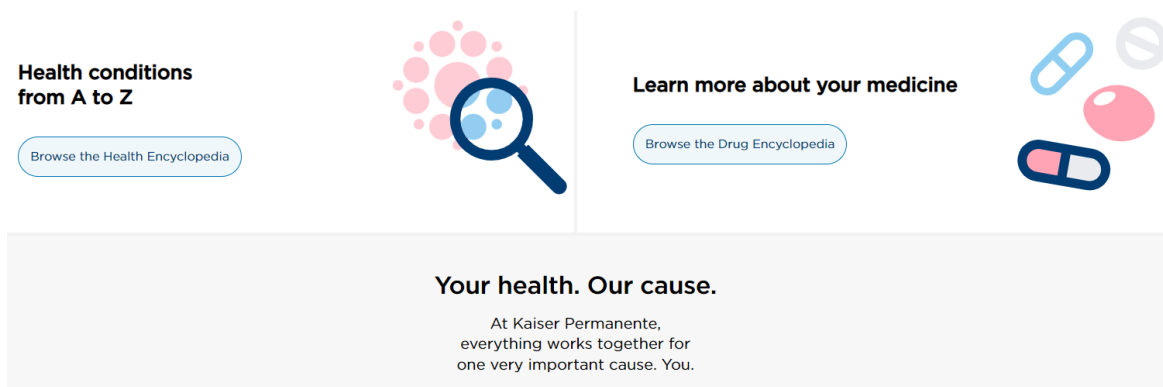 Health conditions
from A to Z
Browse the Health Encyclopedia
Learn more about your medicine
Browse the Drug Encyclopedia
Your health. Our cause.
At Kaiser Permanente,
everything works together for
one very important cause. You.